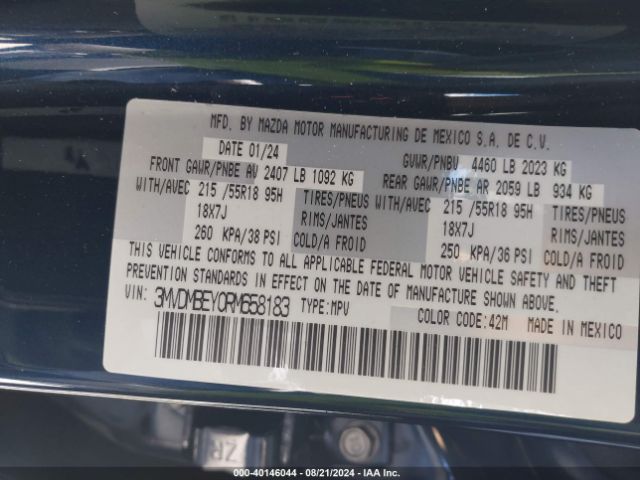 MFD. BY MAZDA MOTOR MANUFACTURING DE MEXICO S.A. DE C.V.
DATE 01/24 GVWR/PNBV 4460 LB 2023 KG
FRONT GAWR/PNBE AV 2407 LB 1092 KG REAR GAWR/PNBE AR 2059 LB 934 KG
WITH/AVEC 215 /55R18 95H TIRES/PNEUS WITH/AVEC 215 /55R18 95H TIRES/PNEUS
18X7J RIMS/JANTES 18X7J RIMS/JANTES
260 KPA/38 PSI COLD/A FROID 250 KPA/36 PSI COLD/A FROID
THIS VEHICLE CONFORMS TO ALL APPLICABLE FEDERAL MOTOR VEHICLE SAFETY AND THEFT
PREVENTION STANDARDS IN EFFECT ON THE DATE OF MANUFACTURE SHOWN ABOVE.
VIN: 3MVDMBEY0RM658183 TYPE:MPV COLOR CODE:42M MADE IN MEXICO
ZR
000-40146044 - 08/21/2024 - IAA Inc.